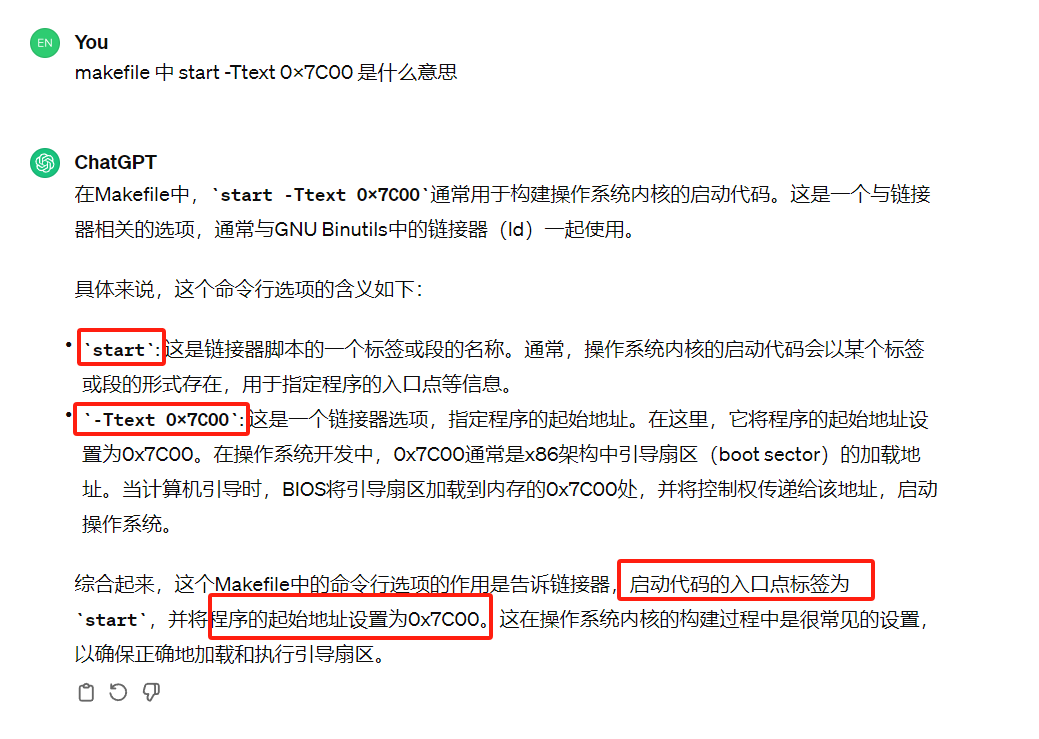 EN
You
makefile 中 start -Ttext 0x7C00 是什么意思
ChatGPT
在Makefile中，`start -Ttext 0x7C00`通常用于构建操作系统内核的启动代码。这是一个与链接
器相关的选项，通常与GNU Binutils中的链接器（ld）一起使用。
具体来说，这个命令行选项的含义如下：
• `start`:这是链接器脚本的一个标签或段的名称。通常，操作系统内核的启动代码会以某个标签
或段的形式存在，用于指定程序的入口点等信息。
• `-Ttext 0x7C00`:这是一个链接器选项，指定程序的起始地址。在这里，它将程序的起始地址设
置为0x7C00。在操作系统开发中，0x7C00通常是x86架构中引导扇区（boot sector）的加载地
址。当计算机引导时，BIOS将引导扇区加载到内存的0x7C00处，并将控制权传递给该地址，启动
操作系统。
综合起来，这个Makefile中的命令行选项的作用是告诉链接器，启动代码的入口点标签为
`start`，并将程序的起始地址设置为0x7C00。这在操作系统内核的构建过程中是很常见的设置，
以确保正确地加载和执行引导扇区。